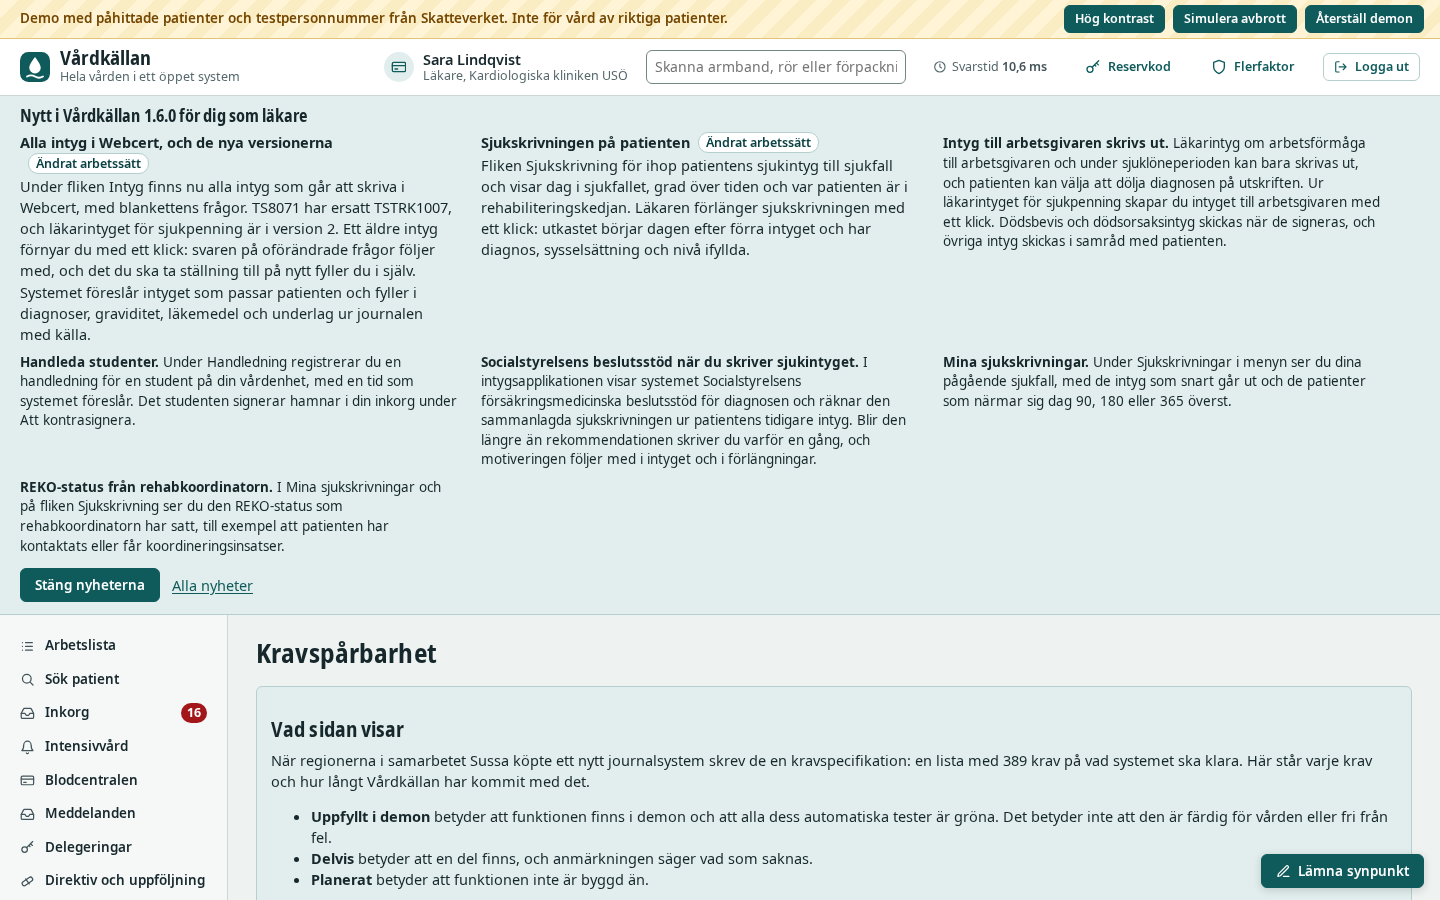 Demo med påhittade patienter och testpersonnummer från Skatteverket. Inte för vård av riktiga patienter.
Hög kontrast
Simulera avbrott
Återställ demon
Vårdkällan
Hela vården i ett öppet system
Sara Lindqvist
Läkare, Kardiologiska kliniken USÖ
Skanna armband, rör eller förpackni
Svarstid 10,6 ms
Reservkod
Flerfaktor
Logga ut
Nytt i Vårdkällan 1.6.0 för dig som läkare
Alla intyg i Webcert, och de nya versionerna
Ändrat arbetssätt
Under fliken Intyg finns nu alla intyg som går att skriva i
Webcert, med blankettens frågor. TS8071 har ersatt TSTRK1007,
och läkarintyget för sjukpenning är i version 2. Ett äldre intyg
förnyar du med ett klick: svaren på oförändrade frågor följer
med, och det du ska ta ställning till på nytt fyller du i själv.
Systemet föreslår intyget som passar patienten och fyller i
diagnoser, graviditet, läkemedel och underlag ur journalen
med källa.
Sjukskrivningen på patienten Ändrat arbetssätt
Fliken Sjukskrivning för ihop patientens sjukintyg till sjukfall
och visar dag i sjukfallet, grad över tiden och var patienten är i
rehabiliteringskedjan. Läkaren förlänger sjukskrivningen med
ett klick: utkastet börjar dagen efter förra intyget och har
diagnos, sysselsättning och nivå ifyllda.
Intyg till arbetsgivaren skrivs ut. Läkarintyg om arbetsförmåga
till arbetsgivaren och under sjuklöneperioden kan bara skrivas ut,
och patienten kan välja att dölja diagnosen på utskriften. Ur
läkarintyget för sjukpenning skapar du intyget till arbetsgivaren med
ett klick. Dödsbevis och dödsorsaksintyg skickas när de signeras, och
övriga intyg skickas i samråd med patienten.
Handleda studenter. Under Handledning registrerar du en
handledning för en student på din vårdenhet, med en tid som
systemet föreslår. Det studenten signerar hamnar i din inkorg under
Att kontrasignera.
Socialstyrelsens beslutsstöd när du skriver sjukintyget. I
intygsapplikationen visar systemet Socialstyrelsens
försäkringsmedicinska beslutsstöd för diagnosen och räknar den
sammanlagda sjukskrivningen ur patientens tidigare intyg. Blir den
längre än rekommendationen skriver du varför en gång, och
motiveringen följer med i intyget och i förlängningar.
Mina sjukskrivningar. Under Sjukskrivningar i menyn ser du dina
pågående sjukfall, med de intyg som snart går ut och de patienter
som närmar sig dag 90, 180 eller 365 överst.
REKO-status från rehabkoordinatorn. I Mina sjukskrivningar och
på fliken Sjukskrivning ser du den REKO-status som
rehabkoordinatorn har satt, till exempel att patienten har
kontaktats eller får koordineringsinsatser.
Stäng nyheterna
Alla nyheter
Arbetslista
Sök patient
Inkorg 16
Intensivvård
Blodcentralen
Meddelanden
Delegeringar
Direktiv och uppföljning
Kravspårbarhet
Vad sidan visar
När regionerna i samarbetet Sussa köpte ett nytt journalsystem skrev de en kravspecifikation: en lista med 389 krav på vad systemet ska klara. Här står varje krav
och hur långt Vårdkällan har kommit med det.
Uppfyllt i demon betyder att funktionen finns i demon och att alla dess automatiska tester är gröna. Det betyder inte att den är färdig för vården eller fri från
fel.
Delvis betyder att en del finns, och anmärkningen säger vad som saknas.
Planerat betyder att funktionen inte är byggd än.
Lämna synpunkt